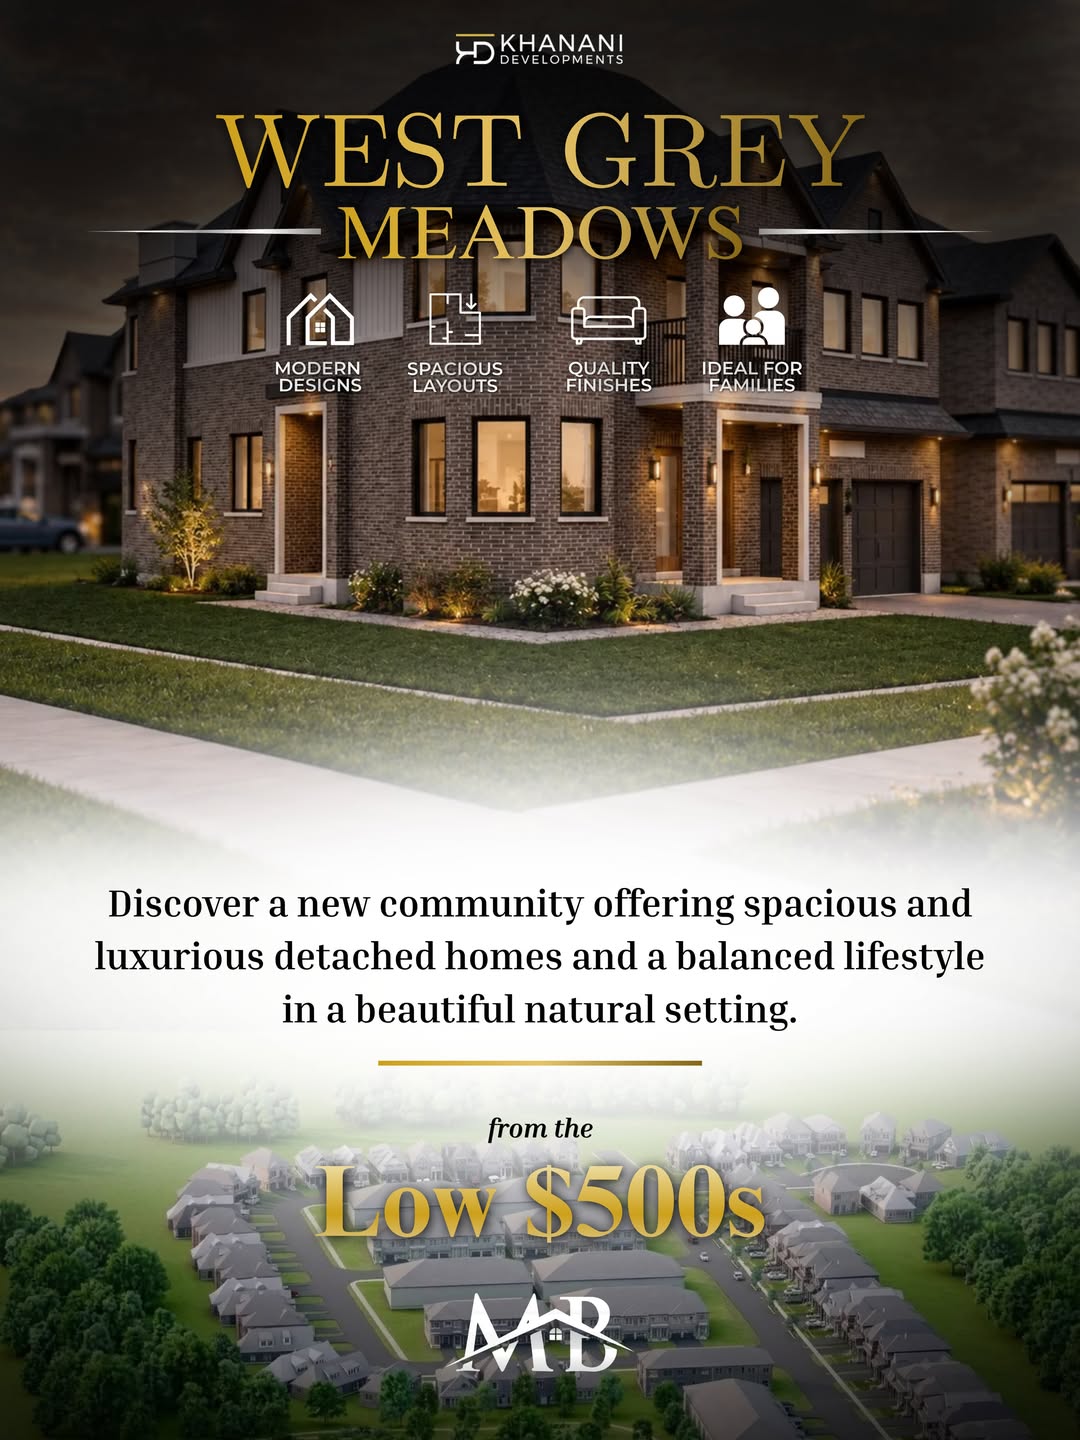 KHANANI
DEVELOPMENTS
WEST GREY
MEADOWS
MODERN
DESIGNS
SPACIOUS
LAYOUTS
QUALITY
FINISHES
IDEAL FOR
FAMILIES
Discover a new community offering spacious and
luxurious detached homes and a balanced lifestyle
in a beautiful natural setting.
from the
Low $500s
MB